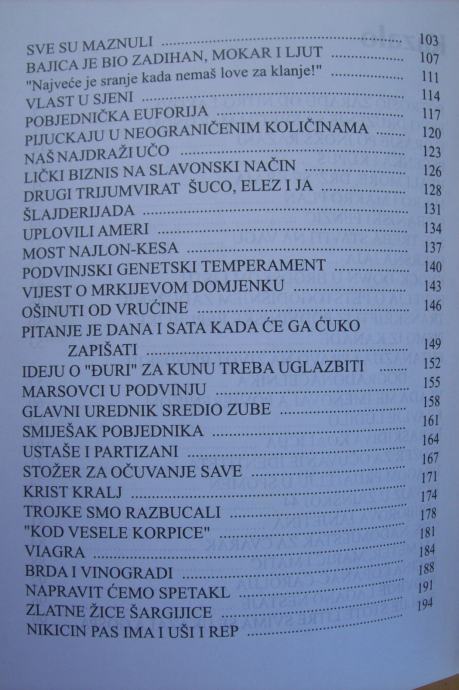 SVE SU MAZNULI ........ 103
BAJICA JE BIO ZADIHAN, MOKAR I LJUT ........ 107
"Najveće je sranje kada nemaš love za klanje!" ........ 111
VLAST U SJENI ........ 114
POBJEDNIČKA EUFORIJA ........ 117
PIJUCKAJU U NEOGRANIČENIM KOLIČINAMA ........ 120
NAŠ NAJDRAŽI UČO ........ 123
LIČKI BIZNIS NA SLAVONSKI NAČIN ........ 126
DRUGI TRIJUMVIRAT ŠUCO, ELEZ I JA ........ 128
ŠLAJDERIJADA ........ 131
UPLOVILI AMERI ........ 134
MOST NAJLON-KESA ........ 137
PODVINJSKI GENETSKI TEMPERAMENT ........ 140
VIJEST O MRKIJEVOM DOMJENKU ........ 143
OŠINUTI OD VRUĆINE ........ 146
PITANJE JE DANA I SATA KADA ĆE GA ĆUKO
ZAPIŠATI ........ 149
IDEJU O "ĐURI" ZA KUNU TREBA UGLAZBITI ........ 152
MARSOVCI U PODVINJU ........ 155
GLAVNI UREDNIK SREDIO ZUBE ........ 158
SMIJEŠAK POBJEDNIKA ........ 161
USTAŠE I PARTIZANI ........ 164
STOŽER ZA OČUVANJE SAVE ........ 167
KRIST KRALJ ........ 171
TROJKE SMO RAZBUCALI ........ 174
"KOD VESELE KORPICE" ........ 178
VIAGRA ........ 181
BRDA I VINOGRADI ........ 184
NAPRAVIT ĆEMO SPETAKL ........ 188
ZLATNE ŽICE ŠARGIJICE ........ 191
NIKICIN PAS IMA I UŠI I REP ........ 194